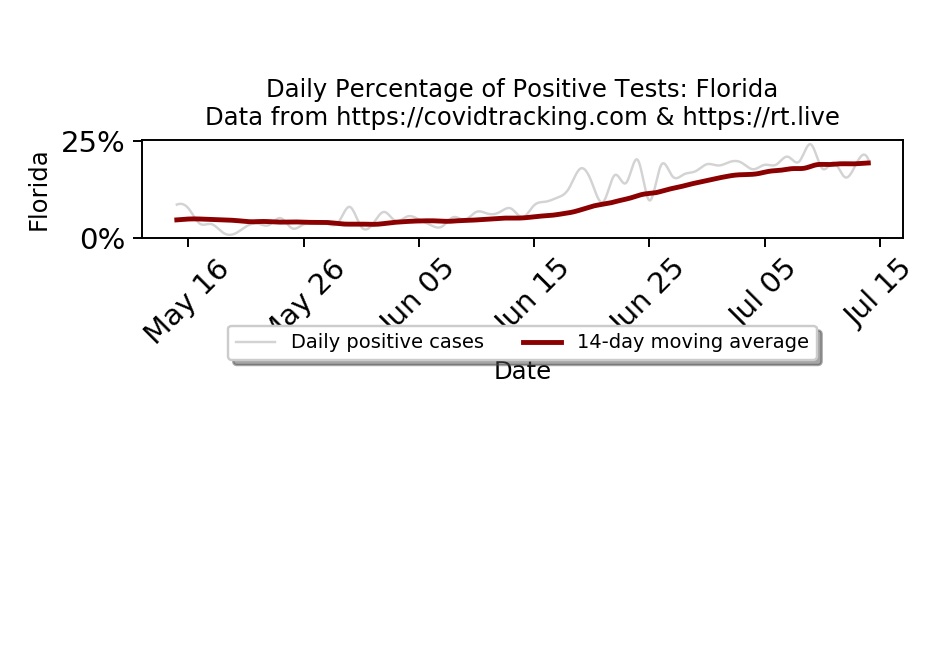 Daily Percentage of Positive Tests: Florida
Data from https://covidtracking.com & https://rt.live
25%
Florida
0%
May 16
May 26
Jun 05
Jun 15
Jun 25
Jul 05
Jul 15
Daily positive cases
14-day moving average
Date